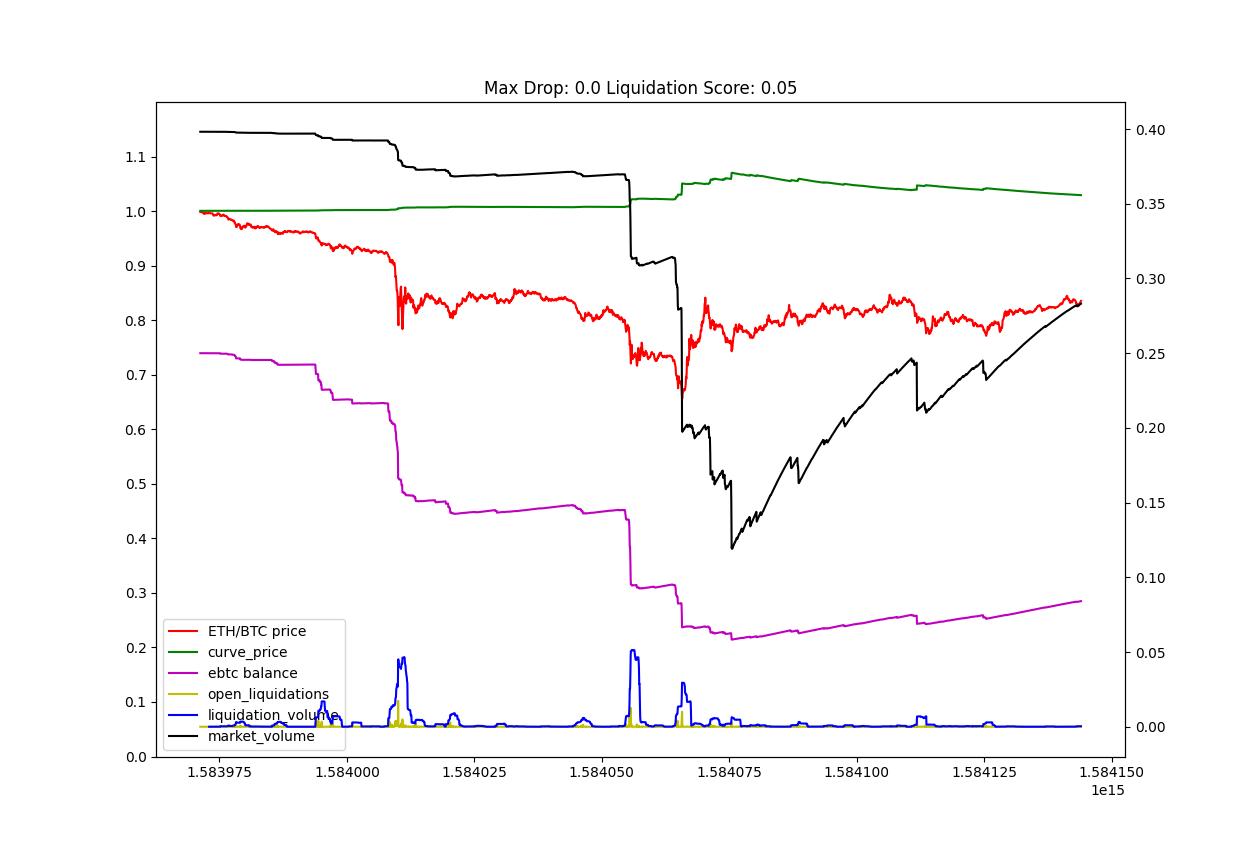 Max Drop: 0.0 Liquidation Score: 0.05
1.1
1.0
0.9
0.8
0.7
0.6
0.5
0.4
0.3
0.2
0.1
0.0
0.40
0.35
0.30
0.25
0.20
0.15
0.10
0.05
0.00
ETH/BTC price
curve_price
ebtc balance
open_liquidations
liquidation_volume
market_volume
1.583975 1.584000 1.584025 1.584050 1.584075 1.584100 1.584125 1.584150
1e15